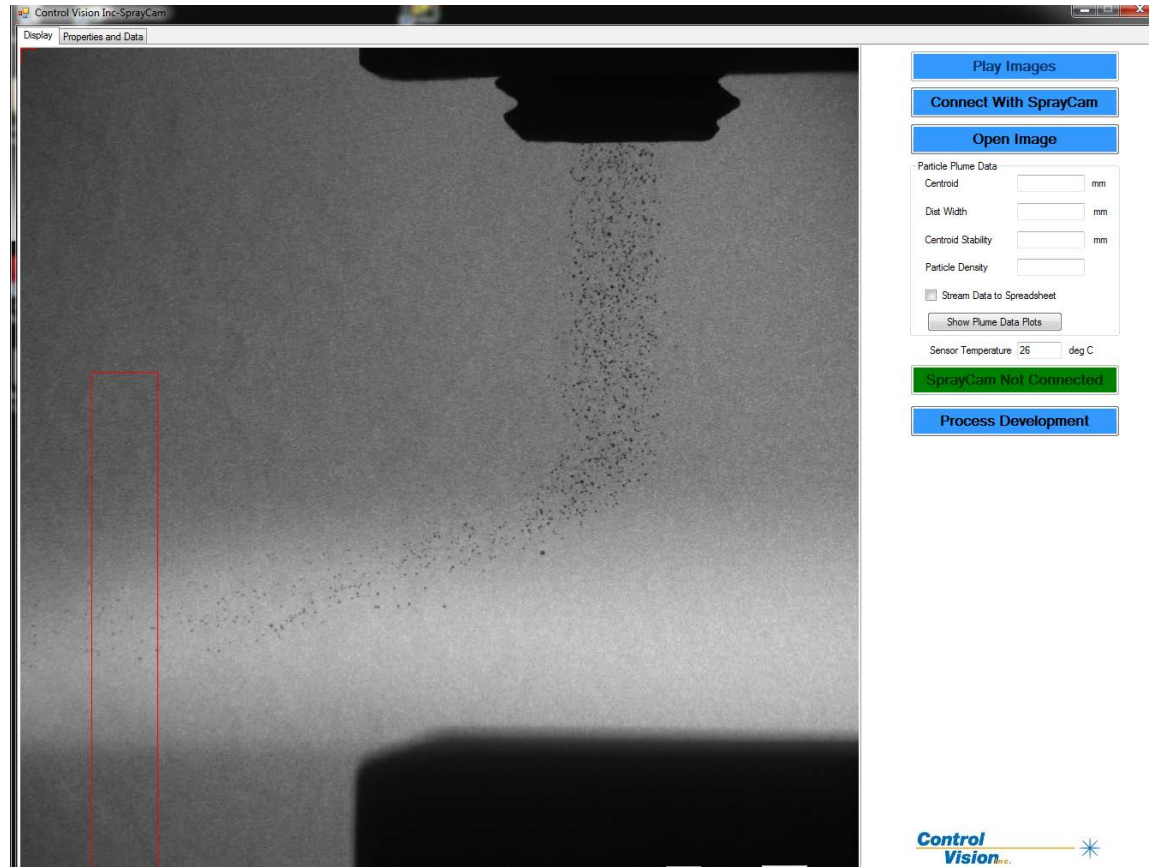 Control Vision Inc-SprayCam
Display Properties and Data
Play Images
Connect With SprayCam
Open Image
Particle Plume Data
Centroid mm
Dist Width mm
Centroid Stability mm
Particle Density
Stream Data to Spreadsheet
Show Plume Data Plots
Sensor Temperature 26 deg C
SprayCam Not Connected
Process Development
Control
Vision Inc.